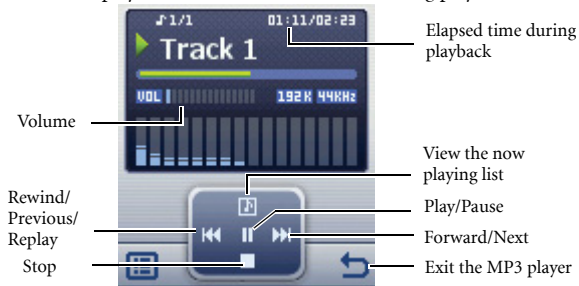 1/1 01:11/02:23
Track 1
VOL 192K 44KHz
Elapsed time during
playback
Volume
View the now
playing list
Rewind/
Previous/
Replay
Play/Pause
Forward/Next
Stop
Exit the MP3 player